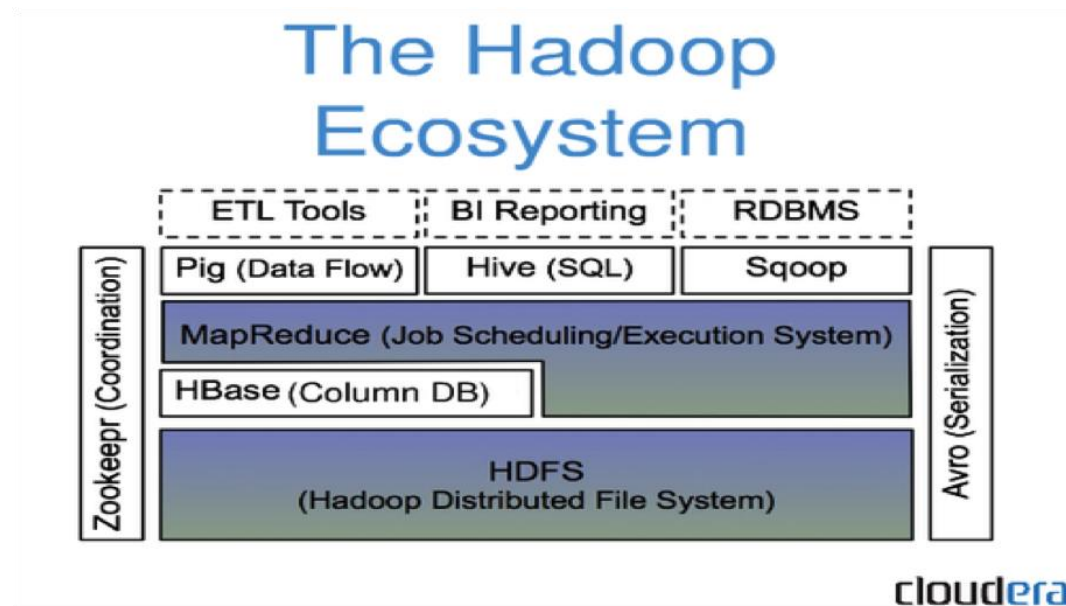 The Hadoop
Ecosystem
ETL Tools
BI Reporting
RDBMS
Pig (Data Flow)
Hive (SQL)
Sqoop
MapReduce (Job Scheduling/Execution System)
HBase (Column DB)
HDFS
(Hadoop Distributed File System)
Zookeepr (Coordination)
Avro (Serialization)
cloudera